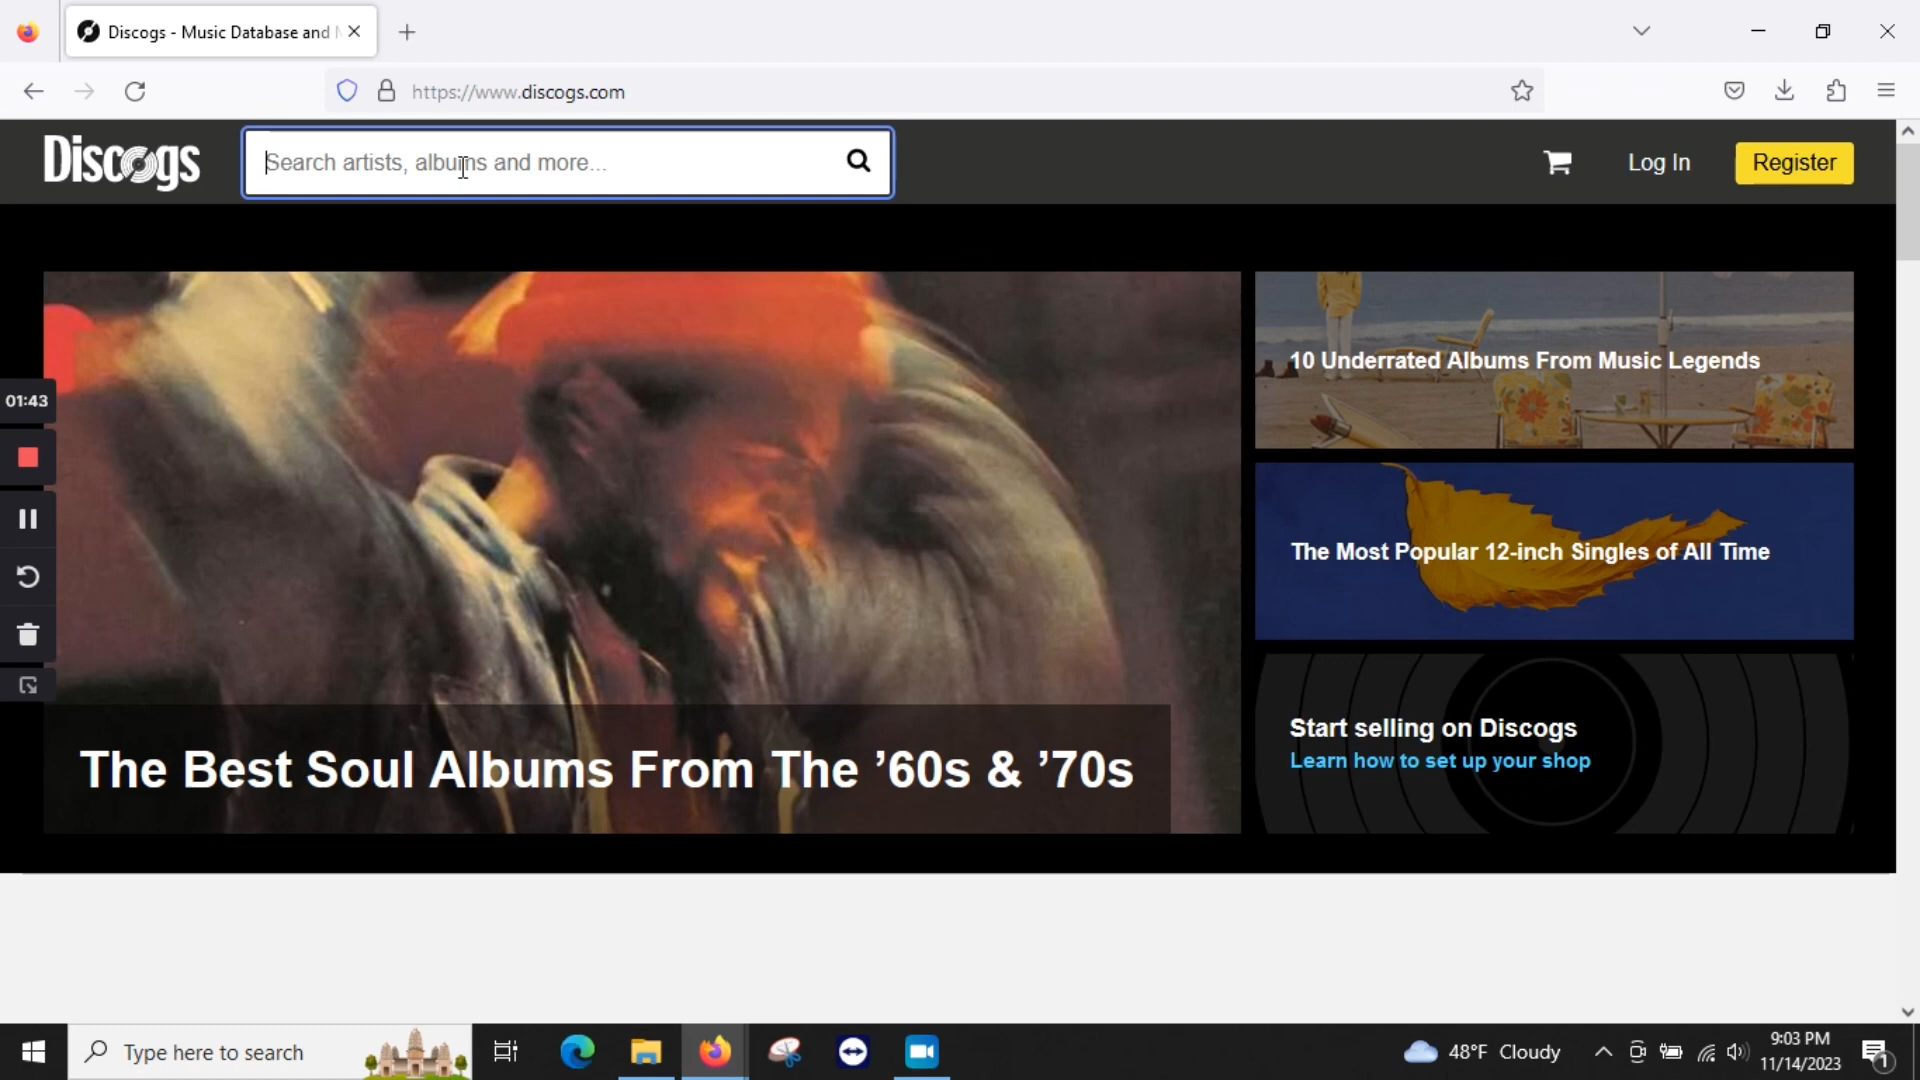 Discogs - Music Database and
https://www.discogs.com
Discogs
Search artists, albums and more...
Log In
Register
10 Underrated Albums From Music Legends
01:43
The Most Popular 12-inch Singles of All Time
Start selling on Discogs
Learn how to set up your shop
The Best Soul Albums From The ’60s & ’70s
Type here to search
48°F Cloudy
9:03 PM
11/14/2023
1